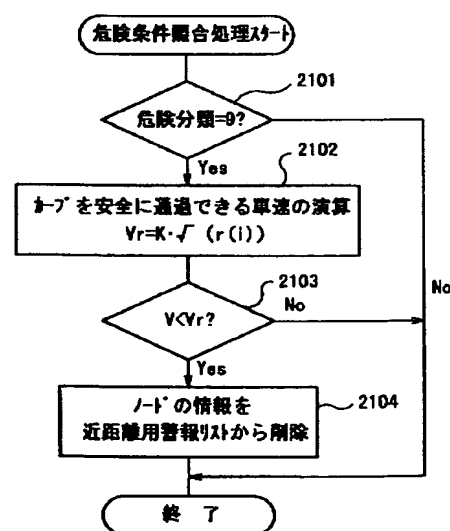 危険条件照合処理スタート
2101
危険分類=9?
Yes
2102
カーブを安全に通過できる車速の演算
Vr=K・√ (r(i))
2103
No
No
V<Vr?
Yes
2104
ノードの情報を
近距離用警報リストから削除
終 了